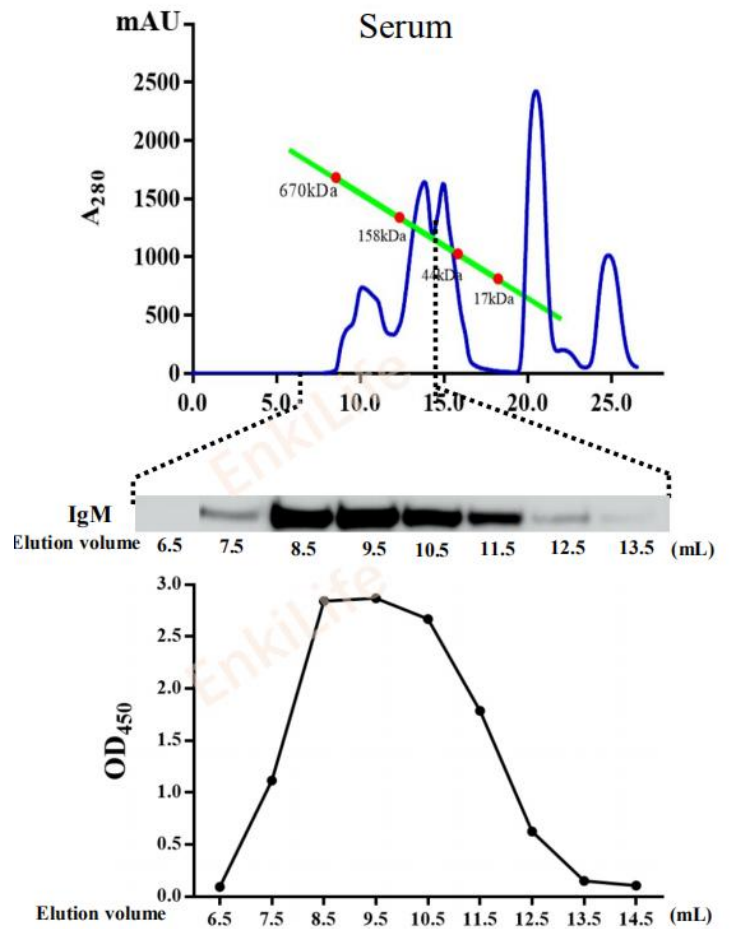 mAU
Serum
2500
2000
1500
1000
500
0
A280
670kDa
158kDa
44kDa
17kDa
0.0 5.0 10.0 15.0 20.0 25.0
EnkiLife
IgM
Elution volume 6.5 7.5 8.5 9.5 10.5 11.5 12.5 13.5 (mL)
EnkiLife
3.0
2.5
2.0
1.5
1.0
0.5
0.0
OD450
Elution volume 6.5 7.5 8.5 9.5 10.5 11.5 12.5 13.5 14.5 (mL)